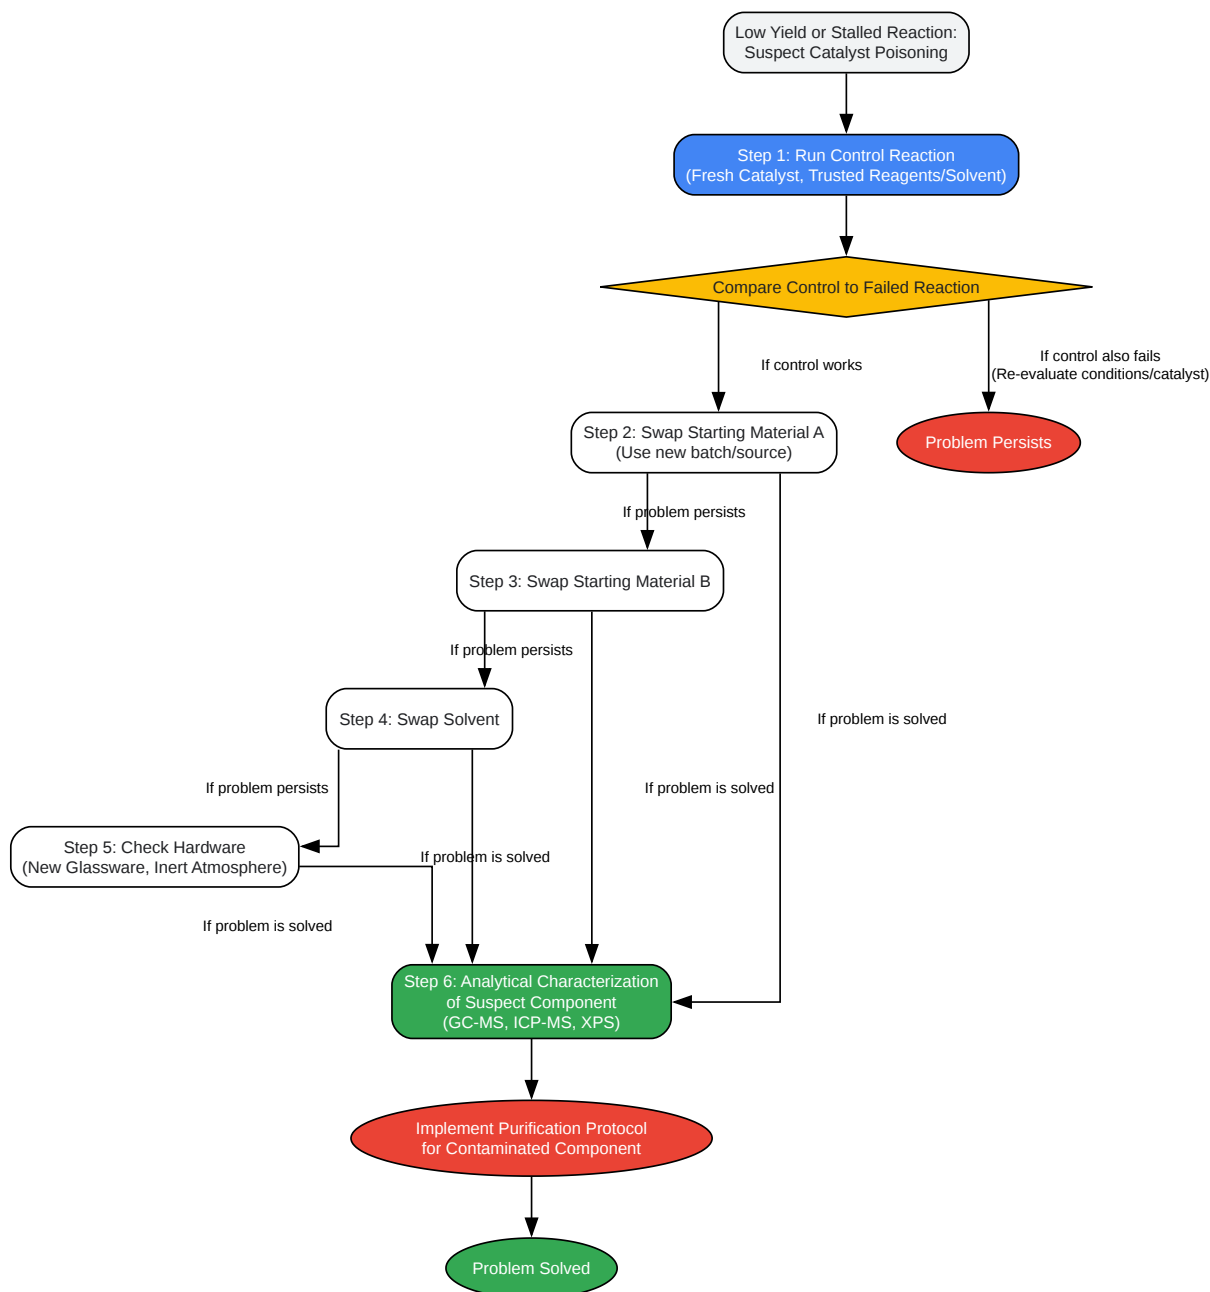 Low Yield or Stalled Reaction:
Suspect Catalyst Poisoning
Step 1: Run Control Reaction
(Fresh Catalyst, Trusted Reagents/Solvent)
Compare Control to Failed Reaction
If control works
If control also fails
(Re-evaluate conditions/catalyst)
Step 2: Swap Starting Material A
(Use new batch/source)
Problem Persists
If problem persists
Step 3: Swap Starting Material B
If problem persists
Step 4: Swap Solvent
If problem is solved
If problem persists
If problem is solved
Step 5: Check Hardware
(New Glassware, Inert Atmosphere)
If problem is solved
If problem is solved
Step 6: Analytical Characterization
of Suspect Component
(GC-MS, ICP-MS, XPS)
Implement Purification Protocol
for Contaminated Component
Problem Solved